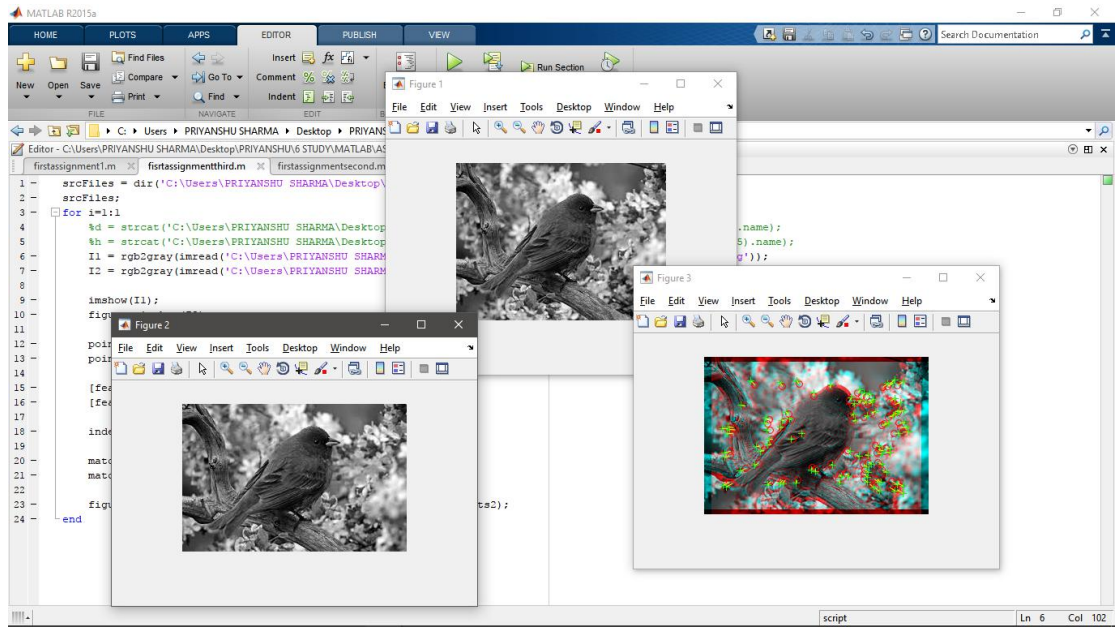 MATLAB R2015a
HOME PLOTS APPS EDITOR PUBLISH VIEW
Search Documentation
New Open Save
Find Files
Compare
Print
Go To
Find
Insert fx
Comment
Indent
Run Section
FILE NAVIGATE EDIT
C: ▸ Users ▸ PRIYANSHU SHARMA ▸ Desktop ▸ PRIYANS
Editor - C:\Users\PRIYANSHU SHARMA\Desktop\PRIYANSHU\6 STUDY\MATLAB\AS
firstassignment1.m fisrtassignmentthird.m firstassignmentsecond.m
1 - srcFiles = dir('C:\Users\PRIYANSHU SHARMA\Desktop\
2 - srcFiles;
3 - for i=1:1
4 %d = strcat('C:\Users\PRIYANSHU SHARMA\Desktop .name);
5 %h = strcat('C:\Users\PRIYANSHU SHARMA\Desktop 5).name);
6 - I1 = rgb2gray(imread('C:\Users\PRIYANSHU SHARM g'));
7 - I2 = rgb2gray(imread('C:\Users\PRIYANSHU SHARM
8
9 - imshow(I1);
10 - figu
11
12 - poin
13 - poin
14
15 - [fea
16 - [fea
17
18 - inde
19
20 - matc
21 - matc
22
23 - figu ts2);
24 - end
Figure 1
File Edit View Insert Tools Desktop Window Help
Figure 2
File Edit View Insert Tools Desktop Window Help
Figure 3
File Edit View Insert Tools Desktop Window Help
script Ln 6 Col 102